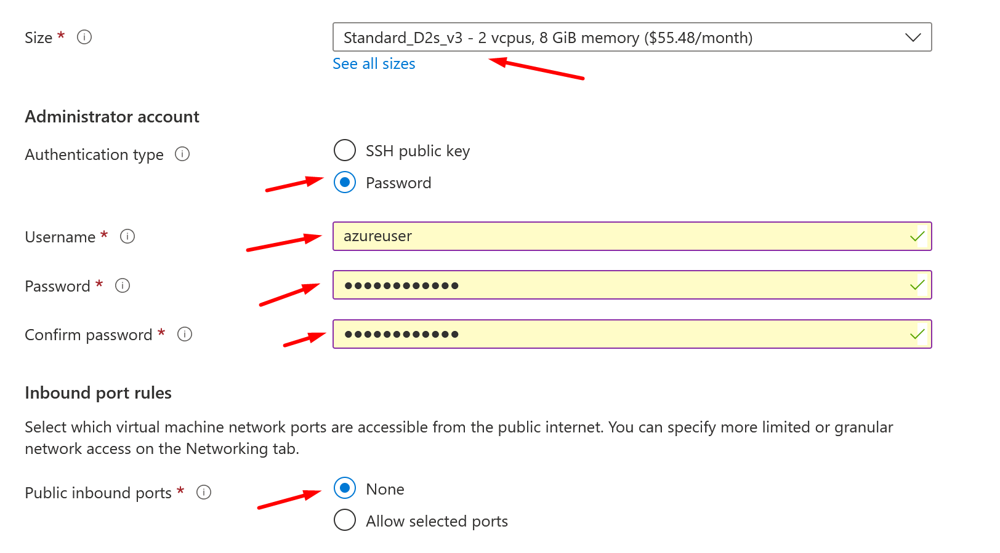 Size *
Standard_D2s_v3 - 2 vcpus, 8 GiB memory ($55.48/month)
See all sizes
Administrator account
Authentication type
SSH public key
Password
Username *
azureuser
Password *
●●●●●●●●●●●●
Confirm password *
●●●●●●●●●●●●
Inbound port rules
Select which virtual machine network ports are accessible from the public internet. You can specify more limited or granular
network access on the Networking tab.
Public inbound ports *
None
Allow selected ports